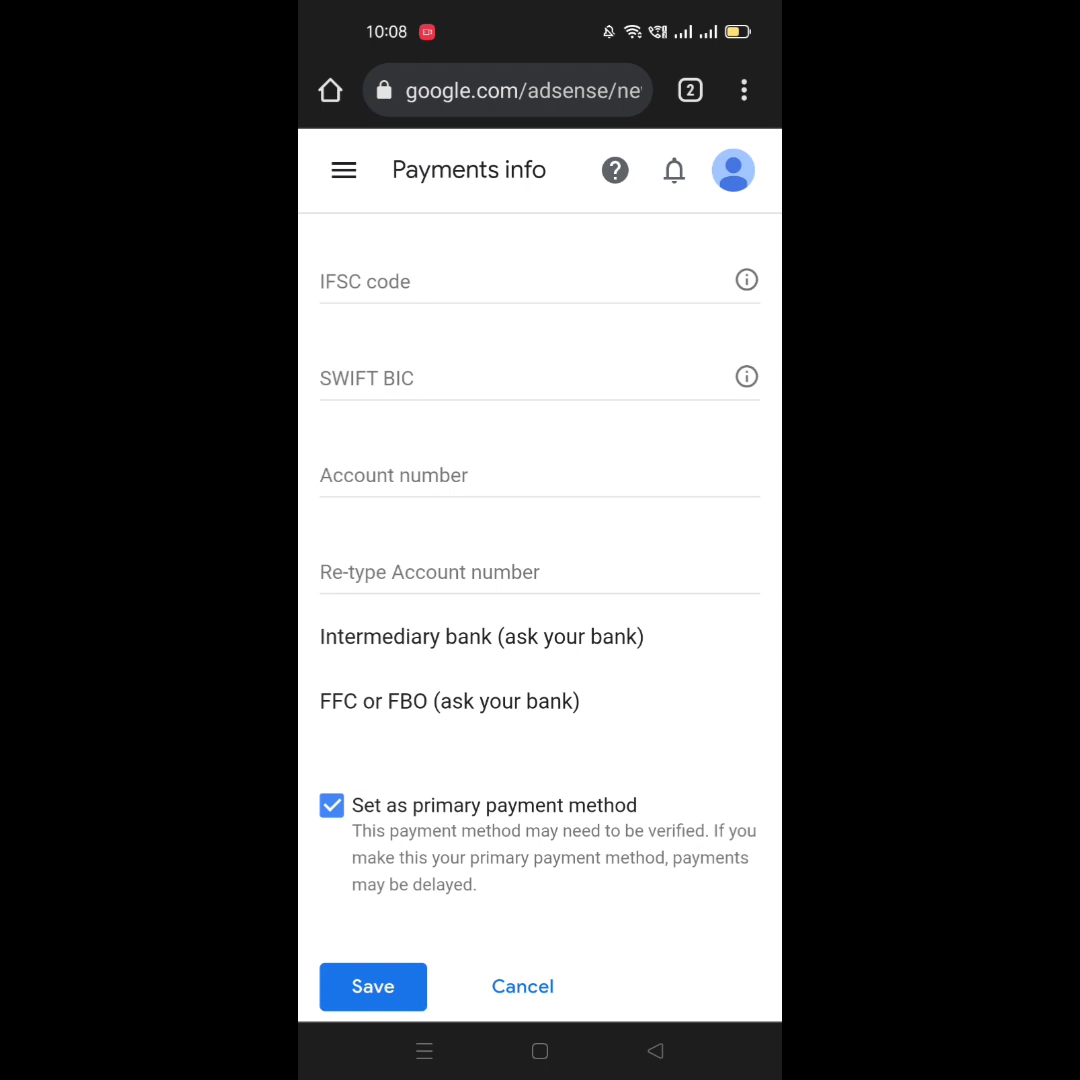 10:08
google.com/adsense/ne
2
Payments info
IFSC code
SWIFT BIC
Account number
Re-type Account number
Intermediary bank (ask your bank)
FFC or FBO (ask your bank)
Set as primary payment method
This payment method may need to be verified. If you
make this your primary payment method, payments
may be delayed.
Save
Cancel